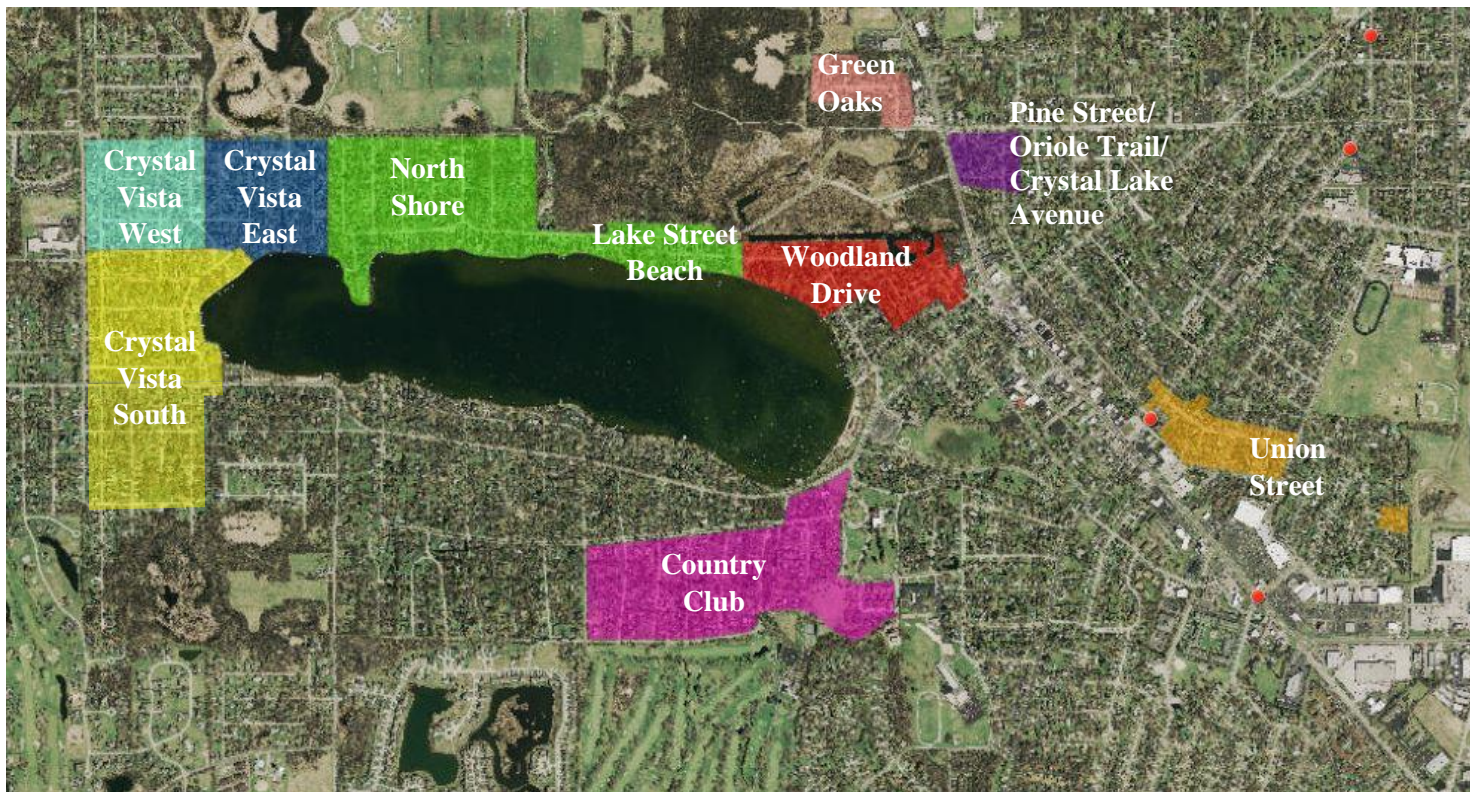 Green
Oaks
Pine Street/
Oriole Trail/
Crystal Lake
Avenue
Crystal
Vista
West
Crystal
Vista
East
North
Shore
Lake Street
Beach
Woodland
Drive
Crystal
Vista
South
Union
Street
Country
Club